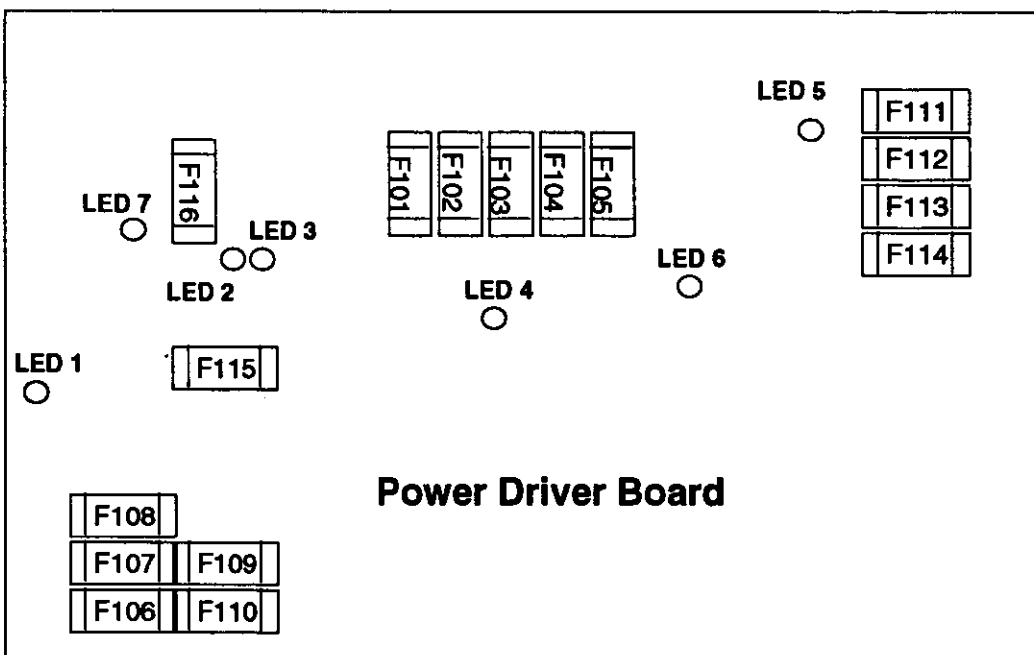 LED 5
F111
F112
F113
F114
F116
F101
F102
F103
F104
F105
LED 7
LED 3
LED 2
LED 6
LED 4
LED 1
F115
Power Driver Board
F108
F107 F109
F106 F110